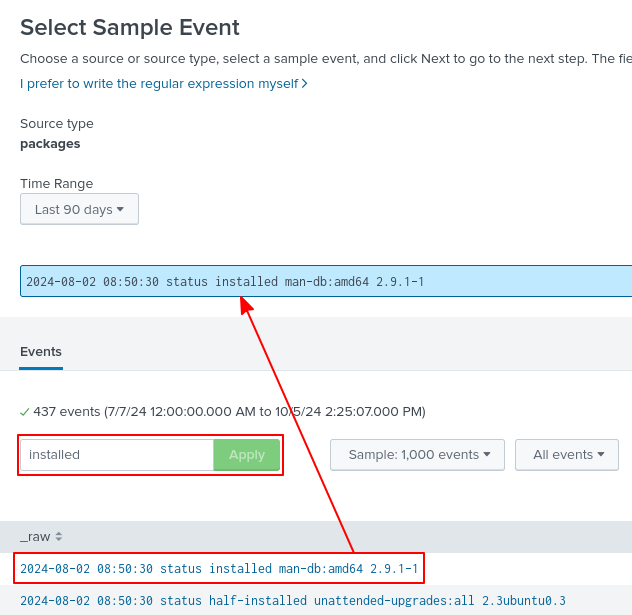 Select Sample Event
Choose a source or source type, select a sample event, and click Next to go to the next step. The fie
I prefer to write the regular expression myself >
Source type
packages
Time Range
Last 90 days
2024-08-02 08:50:30 status installed man-db:amd64 2.9.1-1
Events
437 events (7/7/24 12:00:00.000 AM to 10/5/24 2:25:07.000 PM)
installed Apply Sample: 1,000 events All events
_raw
2024-08-02 08:50:30 status installed man-db:amd64 2.9.1-1
2024-08-02 08:50:30 status half-installed unattended-upgrades:all 2.3ubuntu0.3